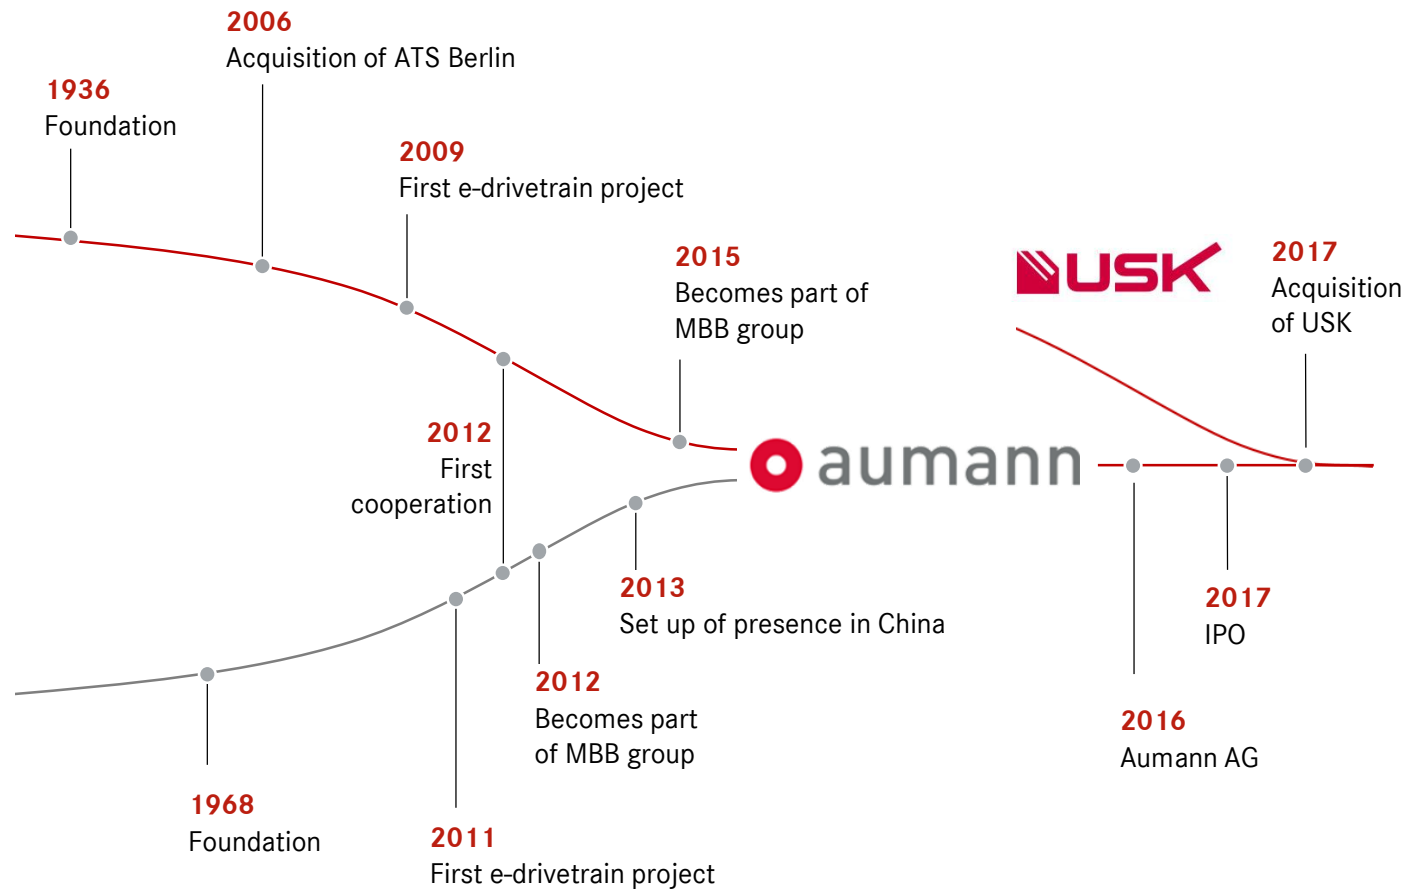 2006
Acquisition of ATS Berlin
1936
Foundation
2009
First e-drivetrain project
2015
Becomes part of
MBB group
USK
2017
Acquisition
of USK
2012
First
cooperation
aumann
2013
Set up of presence in China
2017
IPO
2012
Becomes part
of MBB group
2016
Aumann AG
1968
Foundation
2011
First e-drivetrain project